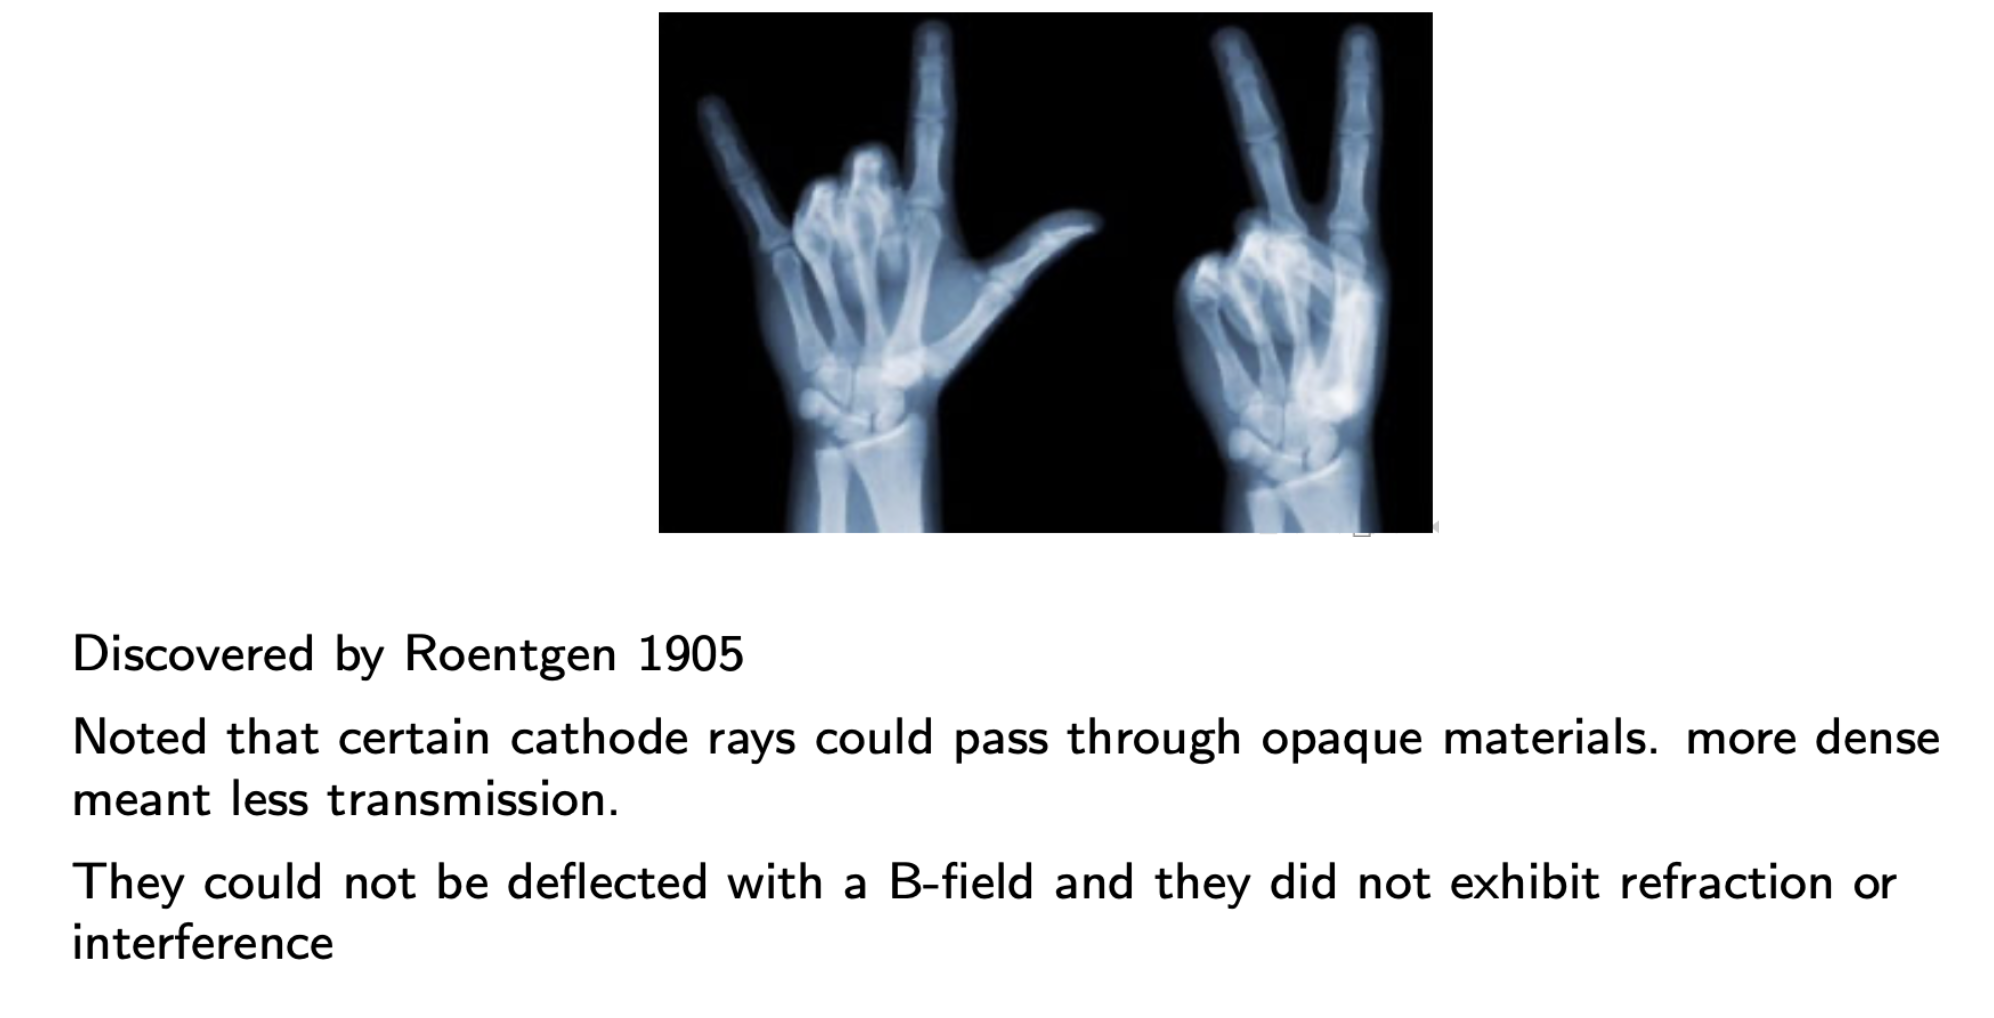 Discovered by Roentgen 1905
Noted that certain cathode rays could pass through opaque materials. more dense
meant less transmission.
They could not be deflected with a B-field and they did not exhibit refraction or
interference